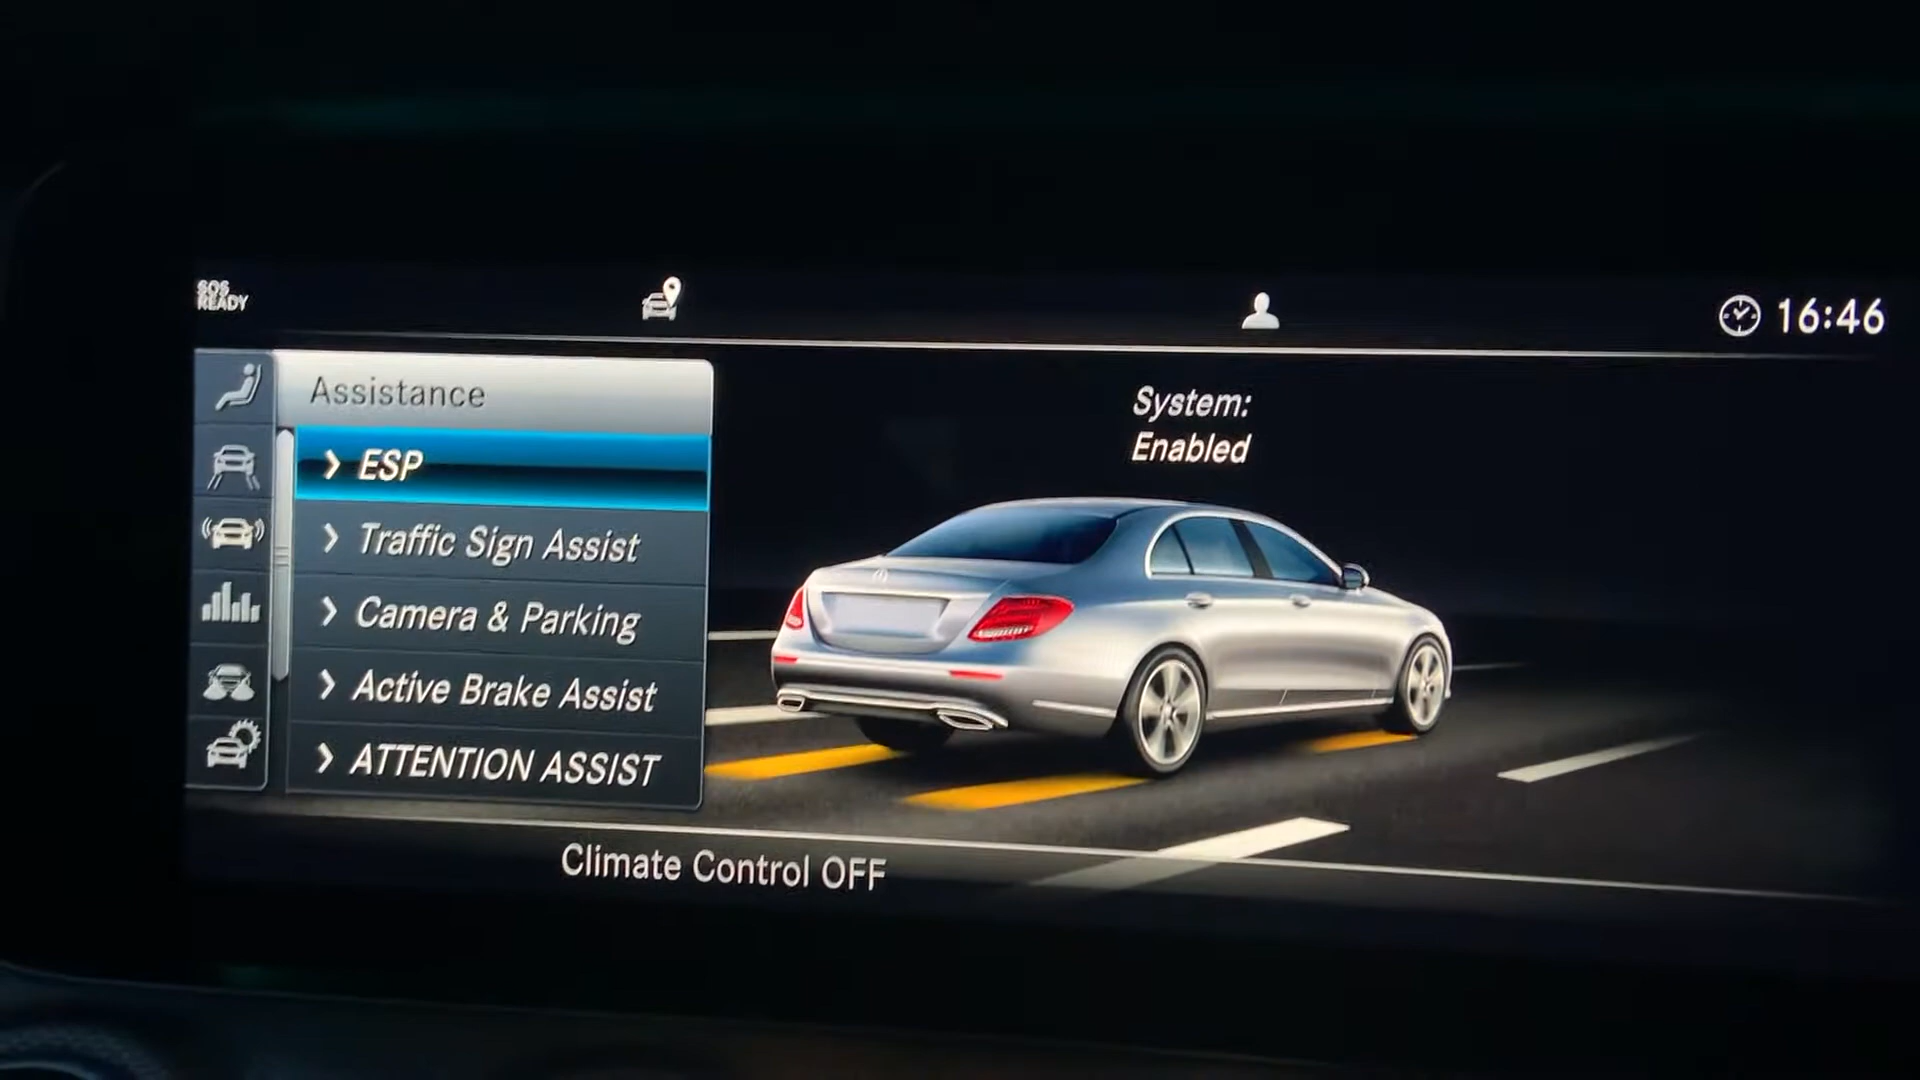 SOS
READY
16:46
Assistance
ESP
Traffic Sign Assist
Camera & Parking
Active Brake Assist
ATTENTION ASSIST
System:
Enabled
Climate Control OFF